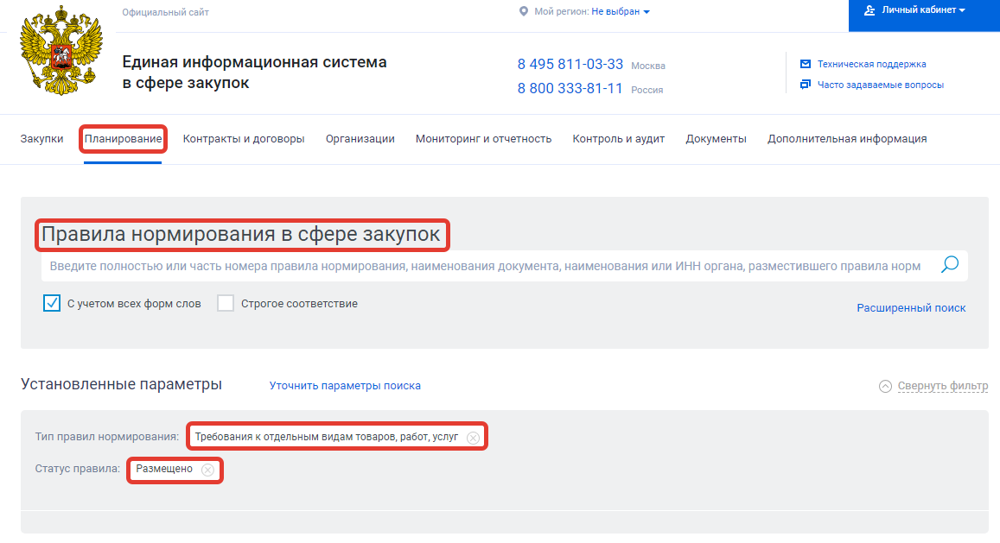 Официальный сайт
Мой регион: Не выбран
Личный кабинет
Единая информационная система
в сфере закупок
8 495 811-03-33 Москва
8 800 333-81-11 Россия
Техническая поддержка
Часто задаваемые вопросы
Закупки Планирование Контракты и договоры Организации Мониторинг и отчетность Контроль и аудит Документы Дополнительная информация
Правила нормирования в сфере закупок
Введите полностью или часть номера правила нормирования, наименования документа, наименования или ИНН органа, разместившего правила норм
С учетом всех форм слов Строгое соответствие
Расширенный поиск
Установленные параметры Уточнить параметры поиска Свернуть фильтр
Тип правил нормирования: Требования к отдельным видам товаров, работ, услуг
Статус правила: Размещено